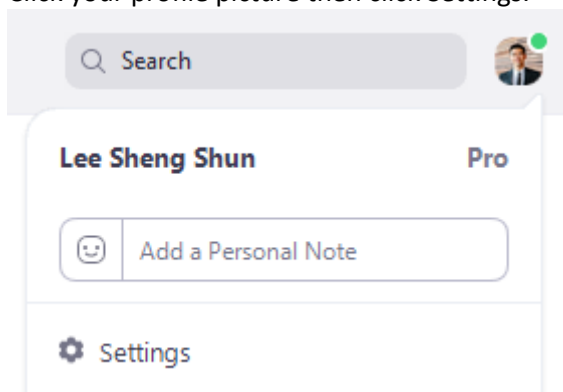 Click your profile picture then click Settings.
Search
Lee Sheng Shun Pro
Add a Personal Note
Settings